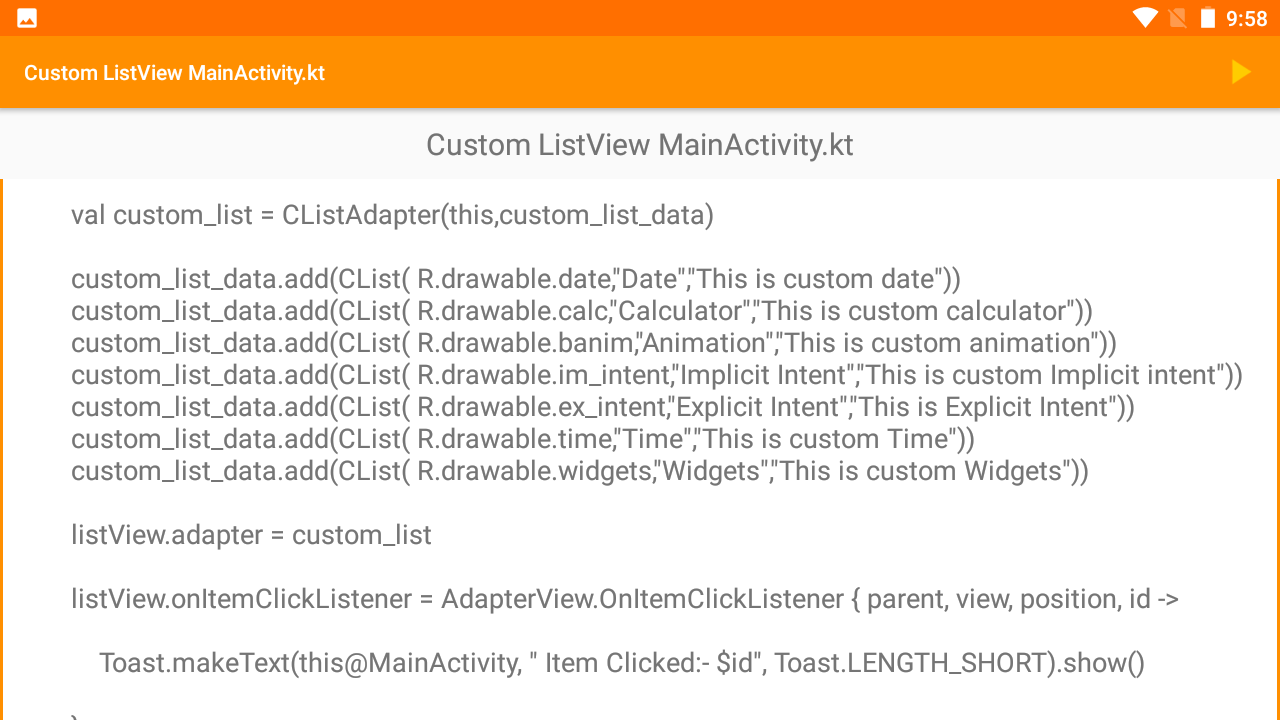 9:58
Custom ListView MainActivity.kt
Custom ListView MainActivity.kt
val custom_list = CListAdapter(this,custom_list_data)
custom_list_data.add(CList( R.drawable.date,"Date","This is custom date"))
custom_list_data.add(CList( R.drawable.calc,"Calculator","This is custom calculator"))
custom_list_data.add(CList( R.drawable.banim,"Animation","This is custom animation"))
custom_list_data.add(CList( R.drawable.im_intent,"Implicit Intent","This is custom Implicit intent"))
custom_list_data.add(CList( R.drawable.ex_intent,"Explicit Intent","This is Explicit Intent"))
custom_list_data.add(CList( R.drawable.time,"Time","This is custom Time"))
custom_list_data.add(CList( R.drawable.widgets,"Widgets","This is custom Widgets"))
listView.adapter = custom_list
listView.onItemClickListener = AdapterView.OnItemClickListener { parent, view, position, id ->
Toast.makeText(this@MainActivity, " Item Clicked:- $id", Toast.LENGTH_SHORT).show()
}